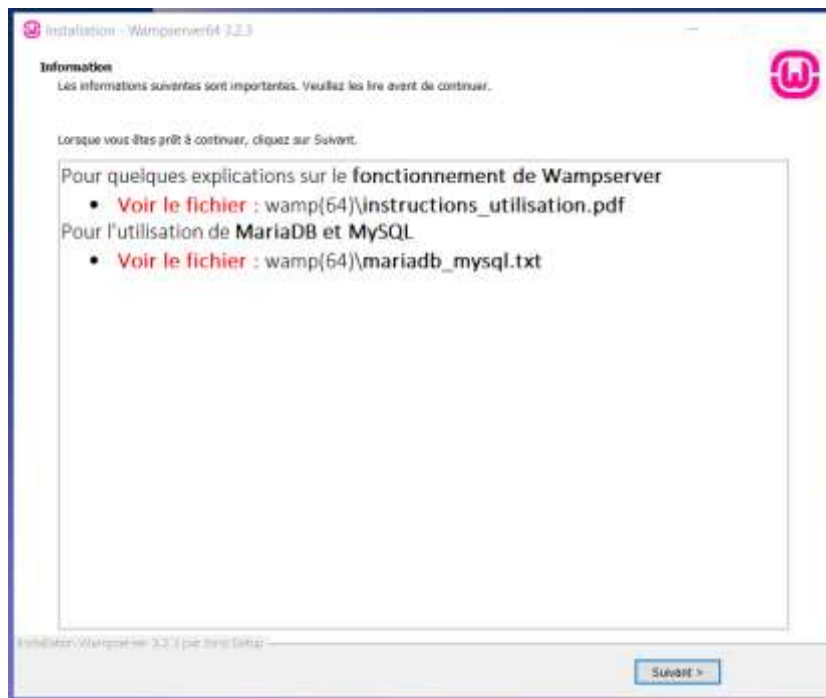 Installation - Wampserver64 3.2.3
Information
Les informations suivantes sont importantes. Veuillez les lire avant de continuer.
Lorsque vous êtes prêt à continuer, cliquez sur Suivant.
Pour quelques explications sur le fonctionnement de Wampserver
• Voir le fichier : wamp(64)\instructions_utilisation.pdf
Pour l'utilisation de MariaDB et MySQL
• Voir le fichier : wamp(64)\mariadb_mysql.txt
Installation Wampserver 3.2.3 par Inno Setup
Suivant >